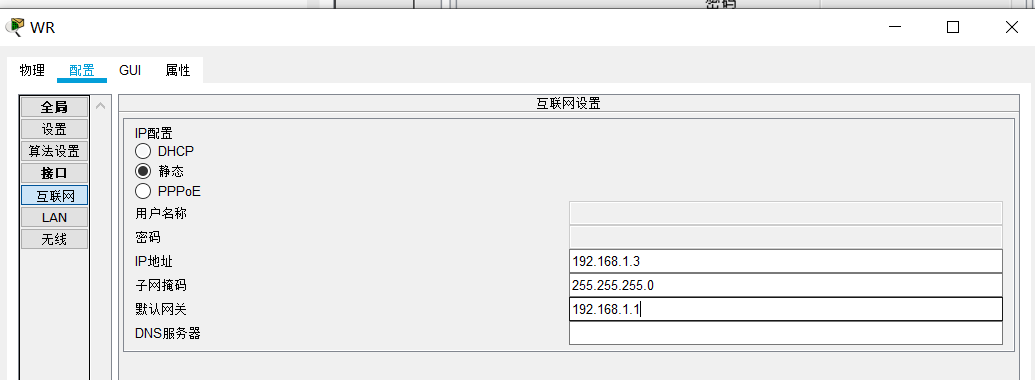 密码
WR
物理 配置 GUI 属性
全局
设置
算法设置
接口
互联网
LAN
无线
互联网设置
IP配置
DHCP
静态
PPPoE
用户名称
密码
IP地址 192.168.1.3
子网掩码 255.255.255.0
默认网关 192.168.1.1
DNS服务器